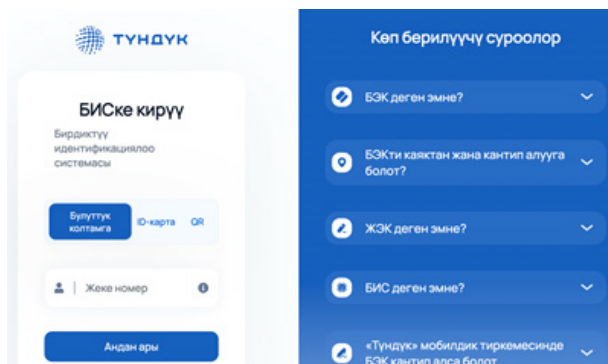 ТҮНДҮК
БИСке кирүү
Бирдиктүү
идентификациялоо
системасы
Булуттук
колтамга
ID-карта
QR
Жеке номер
Андан ары
Көп берилүүчү суроолор
БЭК деген эмне?
БЭКти каяктан жана кантип алууга
болот?
ЖЭК деген эмне?
БИС деген эмне?
«Түндүк» мобилдик тиркемесинде
БЭК кантип алса болот